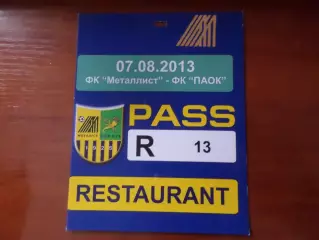 07.08.2013
ФК "Металлист" - ФК "ПАОК"
PASS
R 13
RESTAURANT